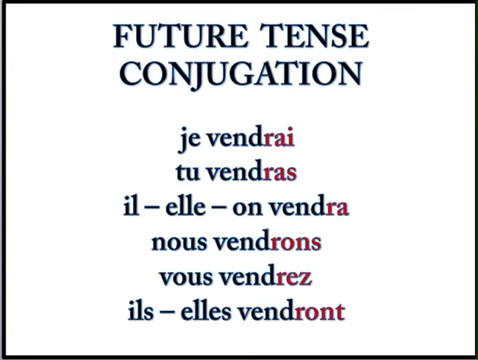 FUTURE TENSE
CONJUGATION
je vendrai
tu vendras
il – elle – on vendra
nous vendrons
vous vendrez
ils – elles vendront